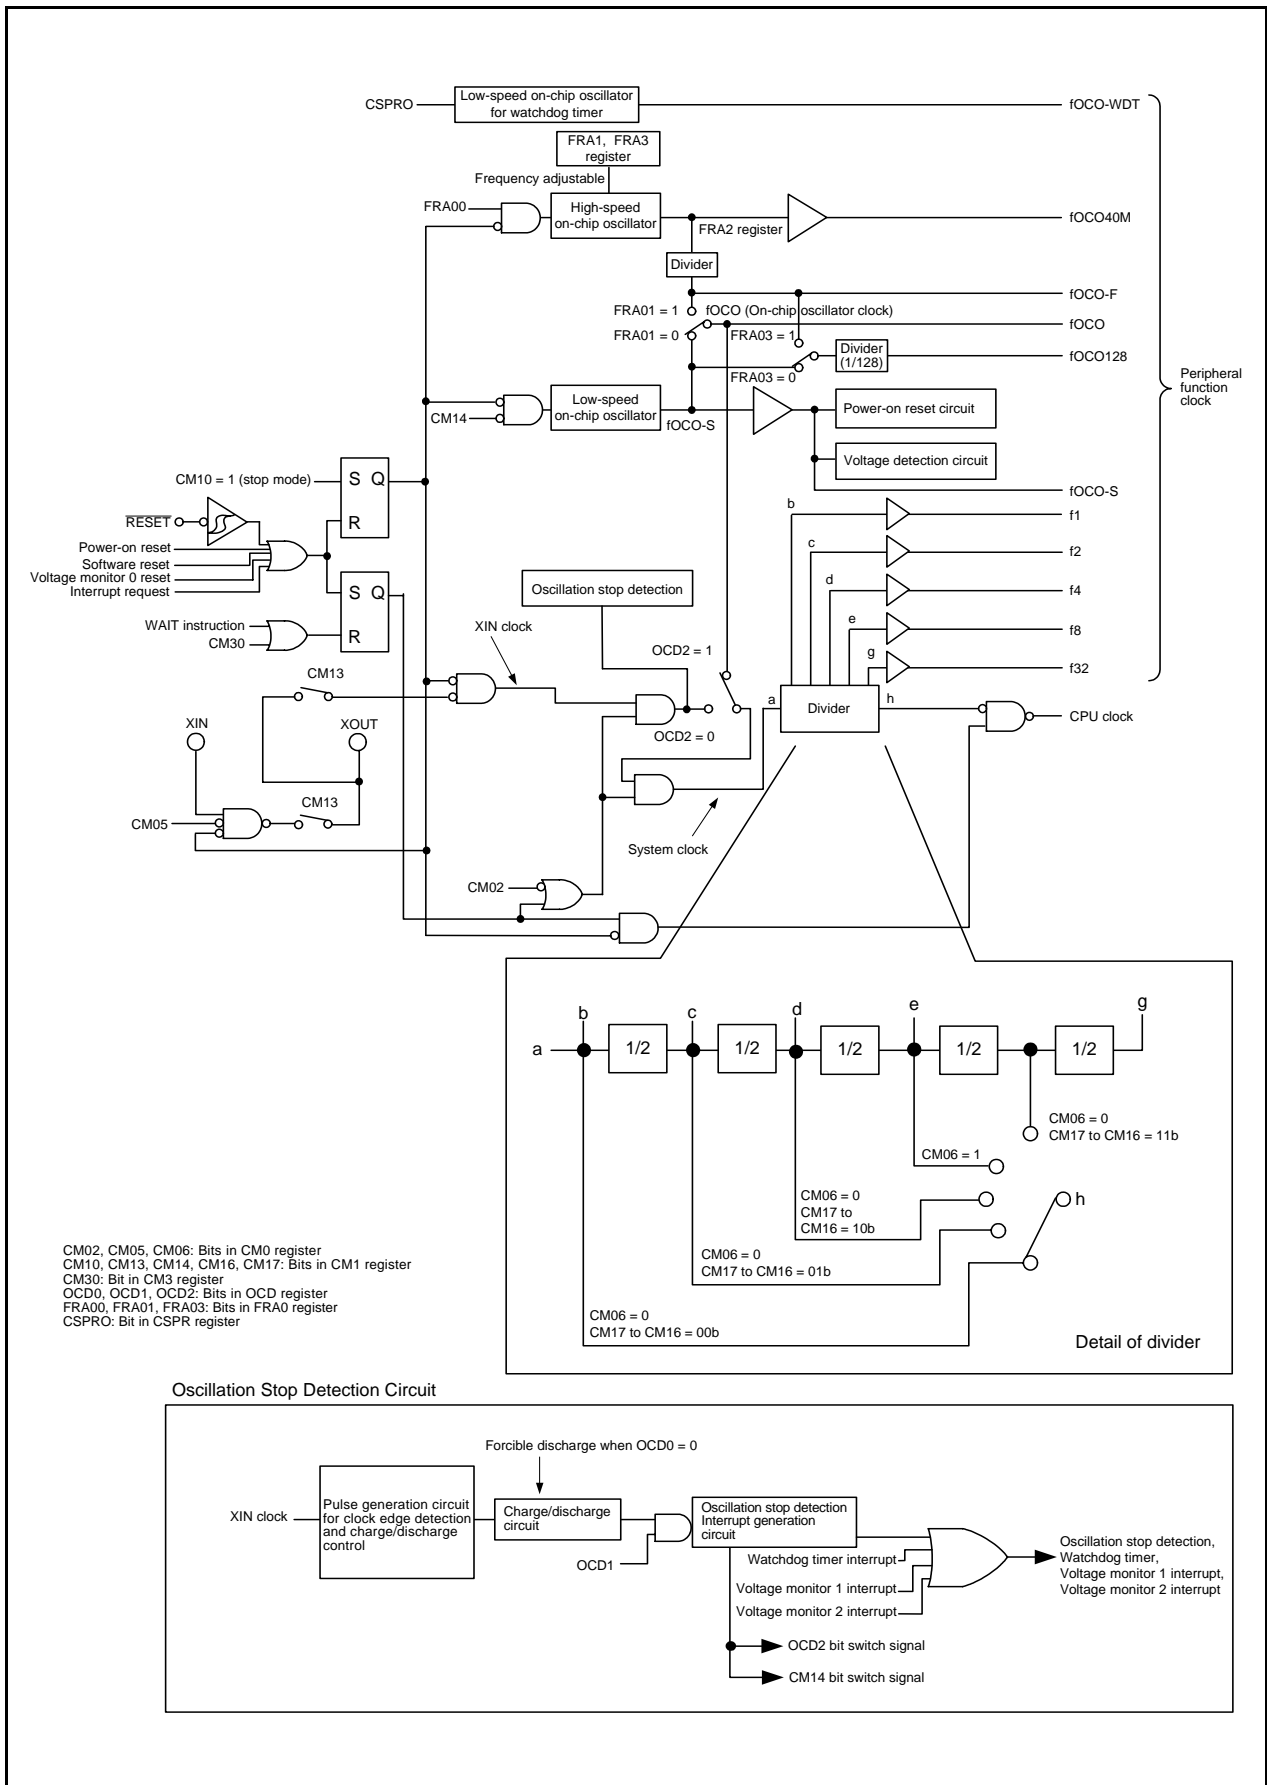 CSPRO
Low-speed on-chip oscillator
for watchdog timer
fOCO-WDT
FRA1, FRA3
register
Frequency adjustable
FRA00
High-speed
on-chip oscillator
FRA2 register
fOCO40M
Divider
fOCO-F
FRA01 = 1
fOCO (On-chip oscillator clock)
fOCO
FRA01 = 0
FRA03 = 1
Divider
(1/128)
fOCO128
FRA03 = 0
Peripheral
function
clock
Low-speed
on-chip oscillator
CM14
fOCO-S
Power-on reset circuit
Voltage detection circuit
fOCO-S
CM10 = 1 (stop mode)
S Q
R
RESET
Power-on reset
Software reset
Voltage monitor 0 reset
Interrupt request
S Q
R
WAIT instruction
CM30
b
f1
c
f2
d
f4
e
f8
g
f32
Oscillation stop detection
XIN clock
OCD2 = 1
CM13
a
Divider
h
CPU clock
XIN
XOUT
OCD2 = 0
CM13
CM05
System clock
CM02
a
b
c
d
e
g
1/2
1/2
1/2
1/2
1/2
CM06 = 0
CM17 to CM16 = 11b
CM06 = 1
CM06 = 0
CM17 to
CM16 = 10b
h
CM06 = 0
CM17 to CM16 = 01b
CM06 = 0
CM17 to CM16 = 00b
Detail of divider
CM02, CM05, CM06: Bits in CM0 register
CM10, CM13, CM14, CM16, CM17: Bits in CM1 register
CM30: Bit in CM3 register
OCD0, OCD1, OCD2: Bits in OCD register
FRA00, FRA01, FRA03: Bits in FRA0 register
CSPRO: Bit in CSPR register
Oscillation Stop Detection Circuit
Forcible discharge when OCD0 = 0
XIN clock
Pulse generation circuit
for clock edge detection
and charge/discharge
control
Charge/discharge
circuit
OCD1
Oscillation stop detection
Interrupt generation
circuit
Watchdog timer interrupt
Voltage monitor 1 interrupt
Voltage monitor 2 interrupt
Oscillation stop detection,
Watchdog timer,
Voltage monitor 1 interrupt,
Voltage monitor 2 interrupt
OCD2 bit switch signal
CM14 bit switch signal